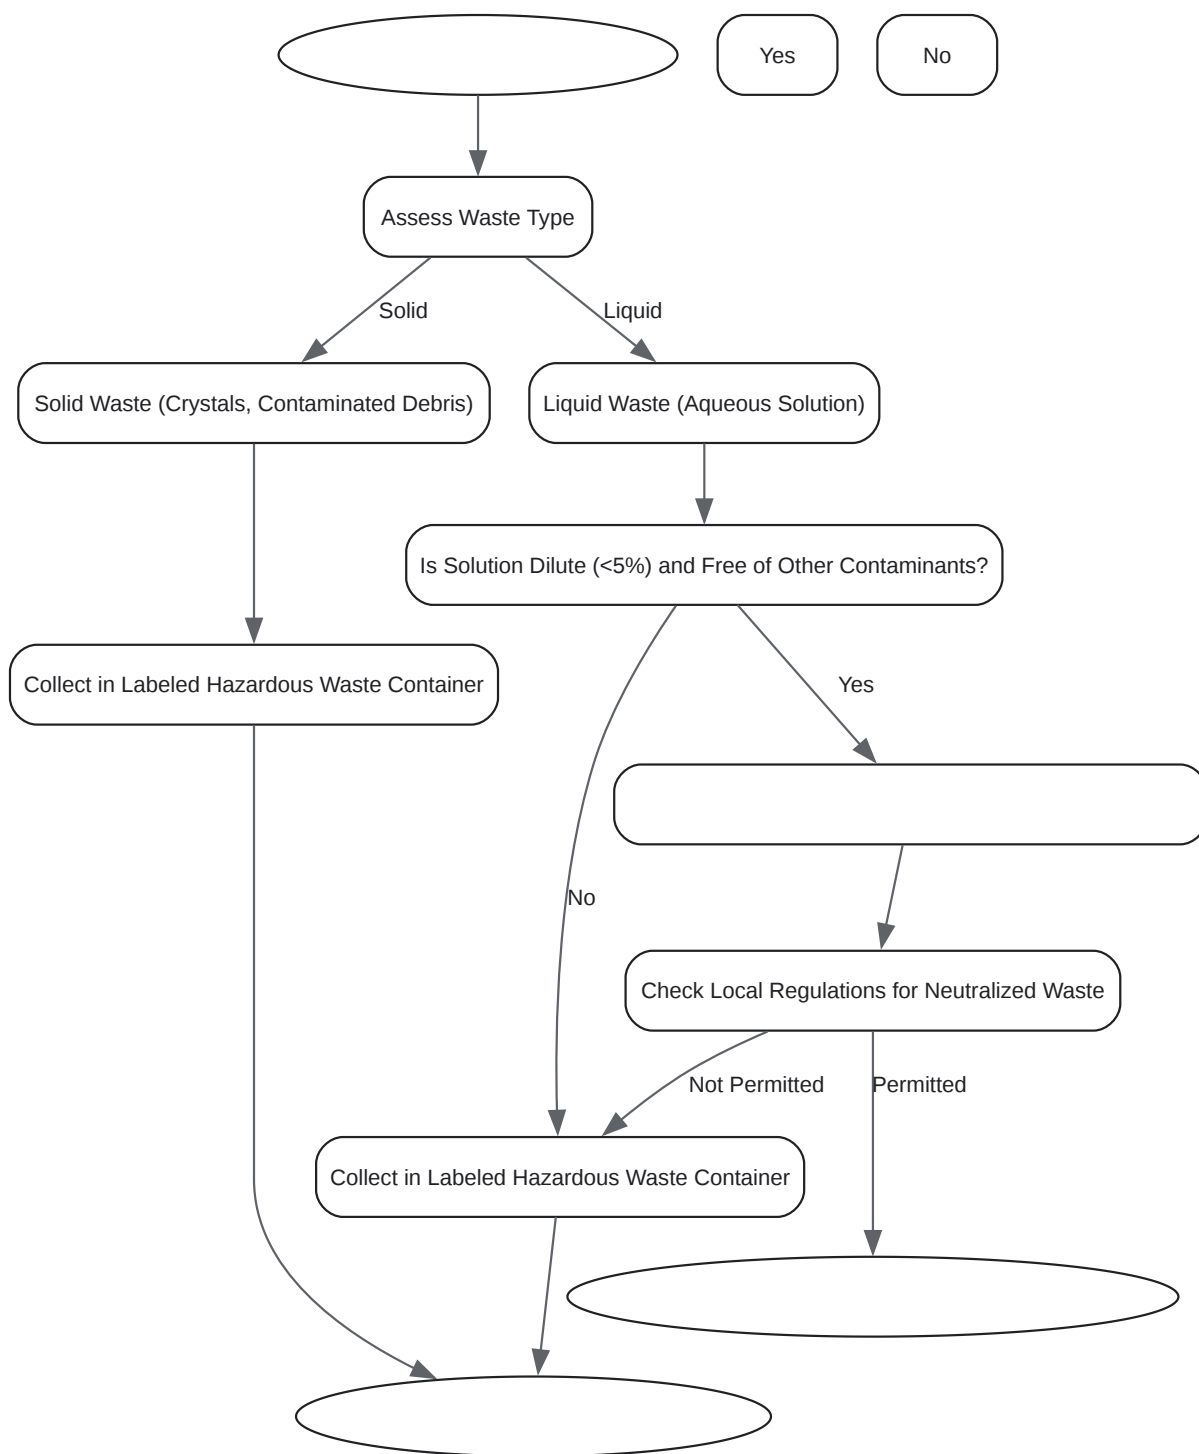 Yes
No
Assess Waste Type
Solid
Liquid
Solid Waste (Crystals, Contaminated Debris)
Liquid Waste (Aqueous Solution)
Is Solution Dilute (<5%) and Free of Other Contaminants?
Collect in Labeled Hazardous Waste Container
Yes
No
Check Local Regulations for Neutralized Waste
Not Permitted
Permitted
Collect in Labeled Hazardous Waste Container